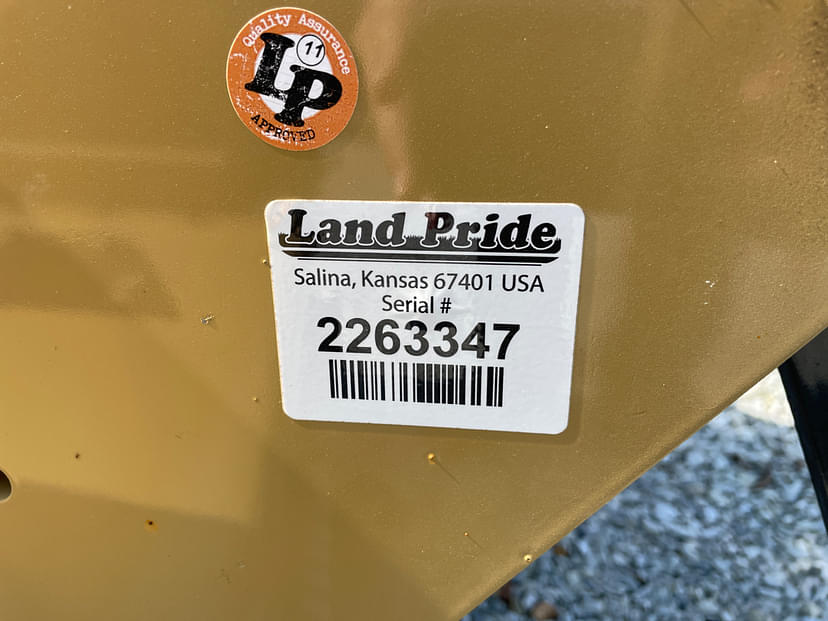 Quality Assurance
11
LP
APPROVED
Land Pride
Salina, Kansas 67401 USA
Serial #
2263347